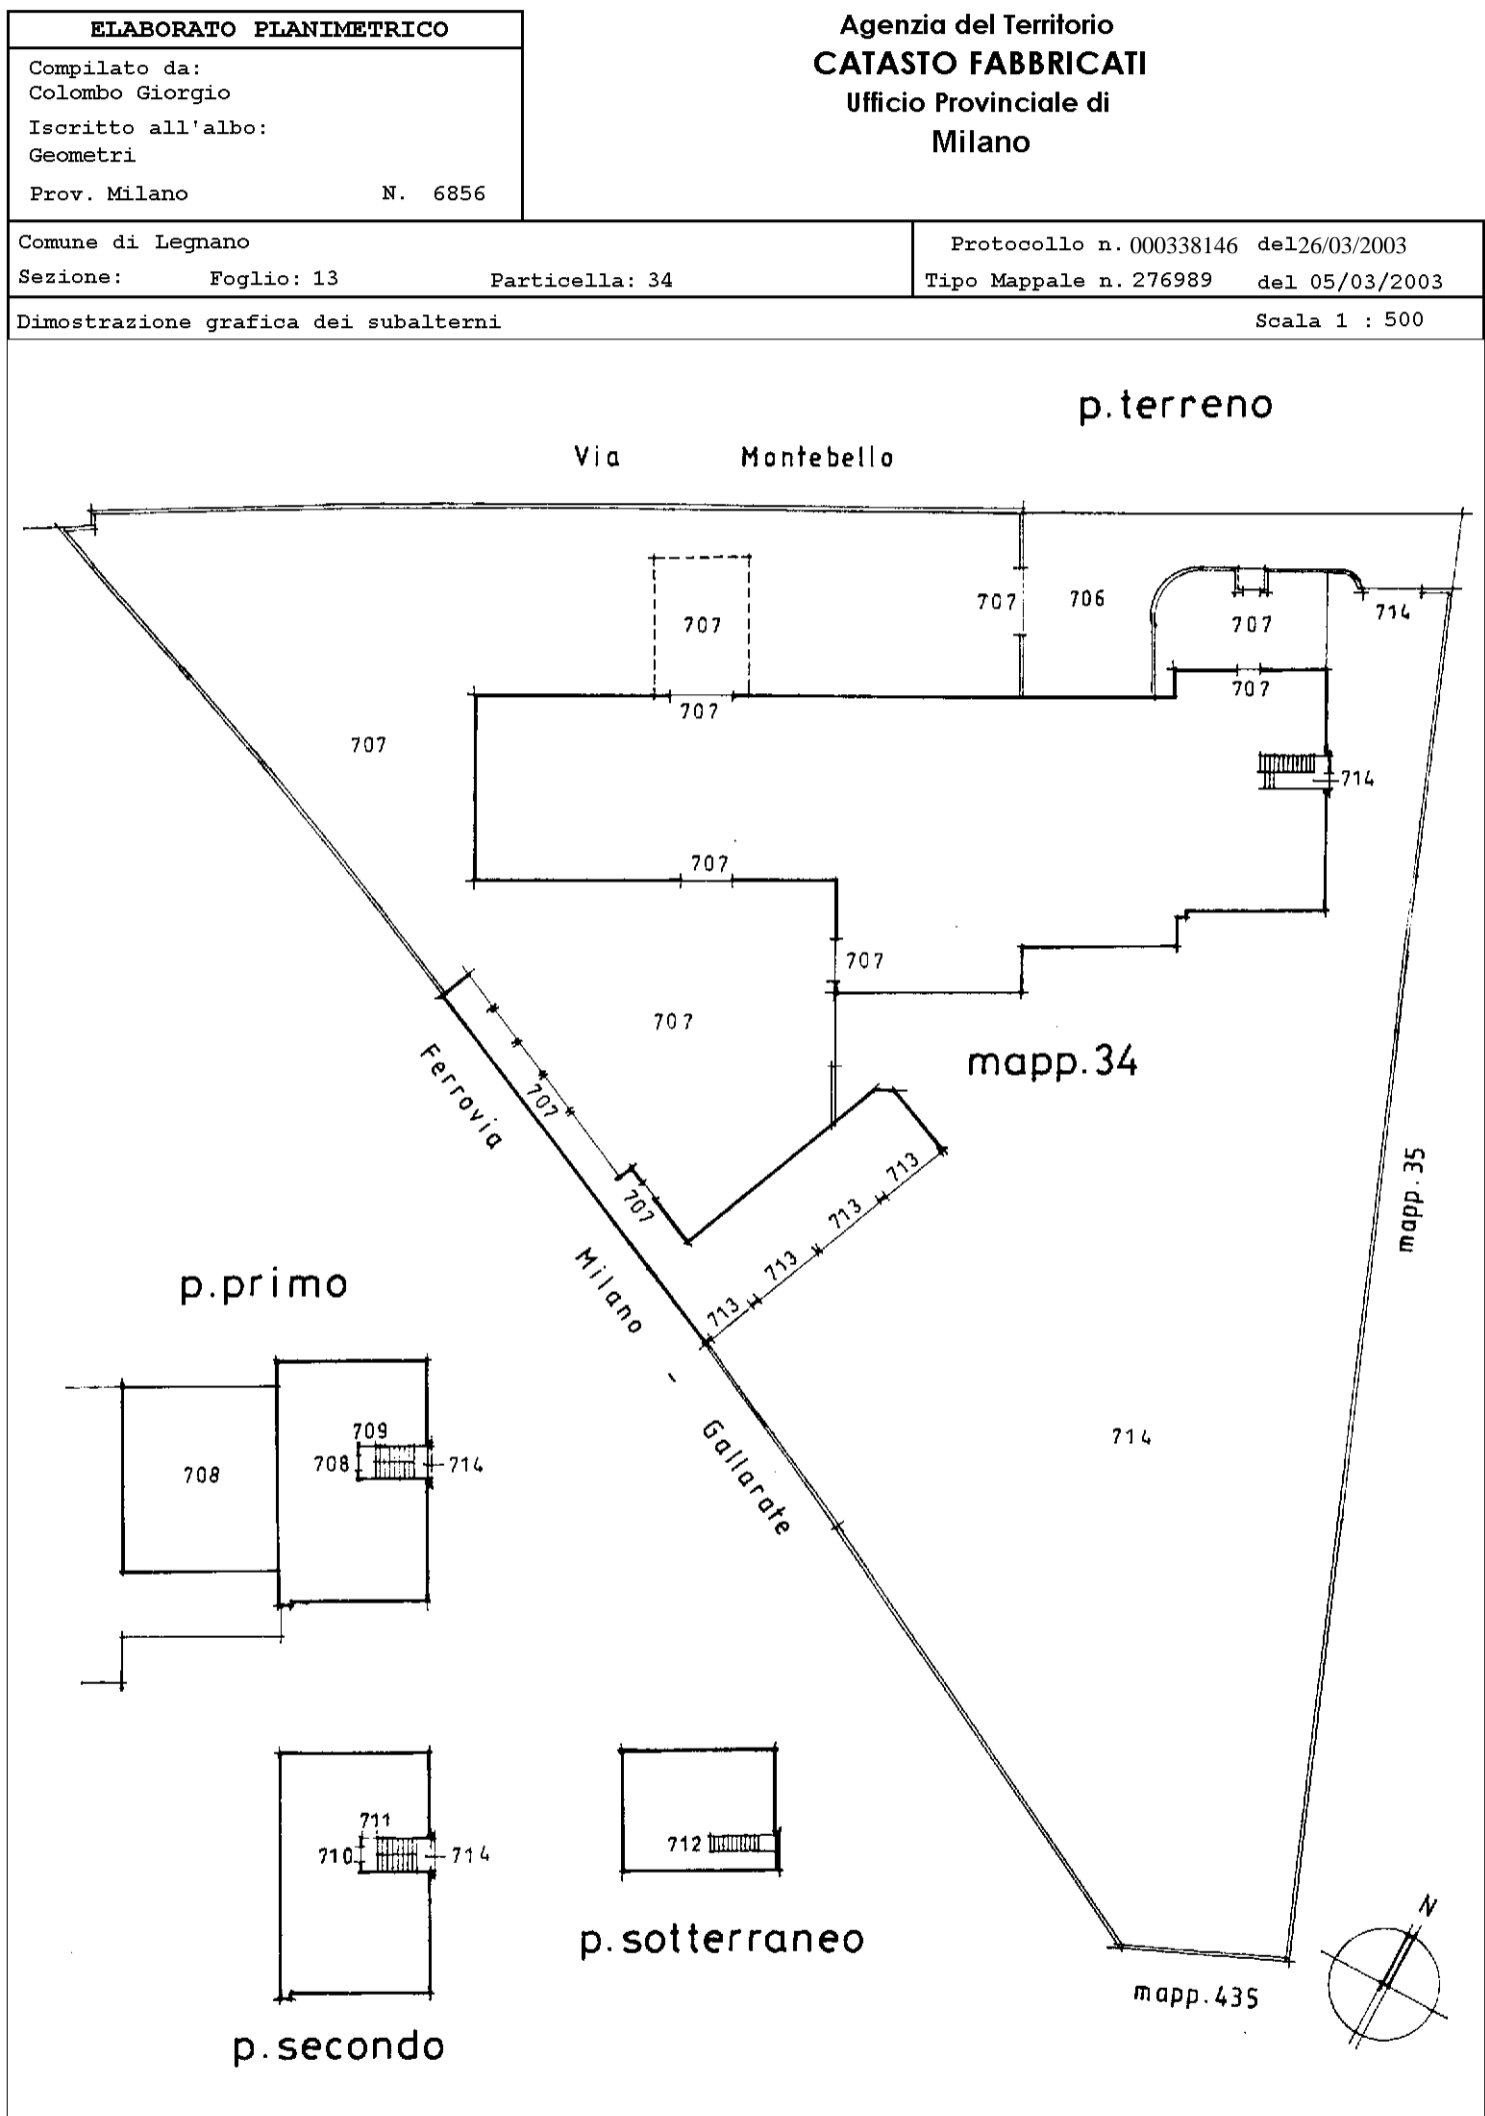 ELABORATO PLANIMETRICO
Compilato da:
Colombo Giorgio
Iscritto all'albo:
Geometri
Prov. Milano N. 6856
Agenzia del Territorio
CATASTO FABBRICATI
Ufficio Provinciale di
Milano
Comune di Legnano
Sezione: Foglio: 13 Particella: 34
Protocollo n. 000338146 del 26/03/2003
Tipo Mappale n. 276989 del 05/03/2003
Dimostrazione grafica dei subalterni Scala 1 : 500
p.terreno
Via Montebello
707
707
706
707
714
707
707
707
714
707
707
707
mapp.34
Ferrovia
707
707
713
713
713
713
mapp.35
Milano
-
Gallarate
714
p.primo
709
708
708
714
711
710
714
712
p.sotterraneo
p.secondo
N
mapp.435